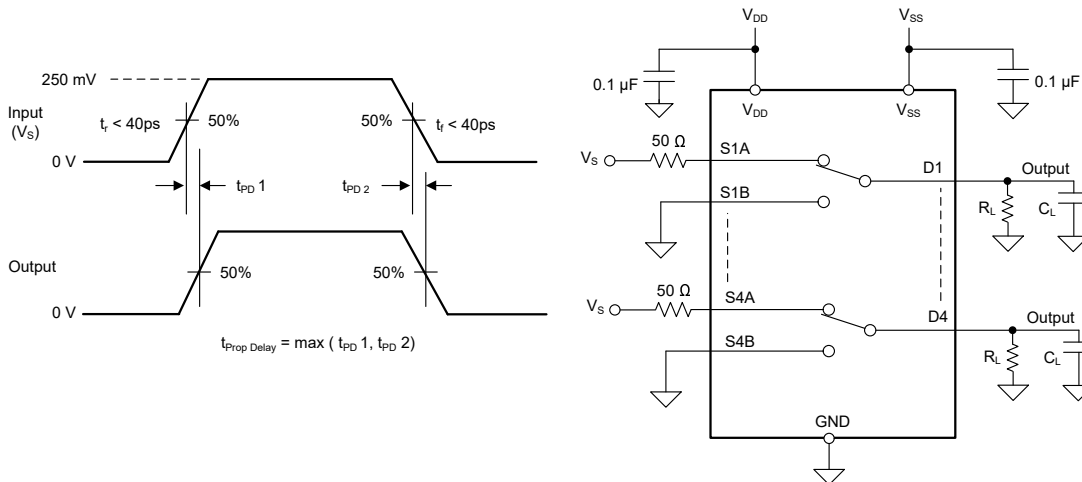 250 mV
Input
(VS)
0 V
tr < 40ps
50%
50%
tf < 40ps
tPD 1
tPD 2
Output
0 V
50%
50%
tProp Delay = max ( tPD 1, tPD 2)
VDD
VSS
0.1 µF
0.1 µF
VDD
VSS
VS
50 Ω
S1A
D1
Output
S1B
RL
CL
VS
50 Ω
S4A
D4
Output
S4B
RL
CL
GND